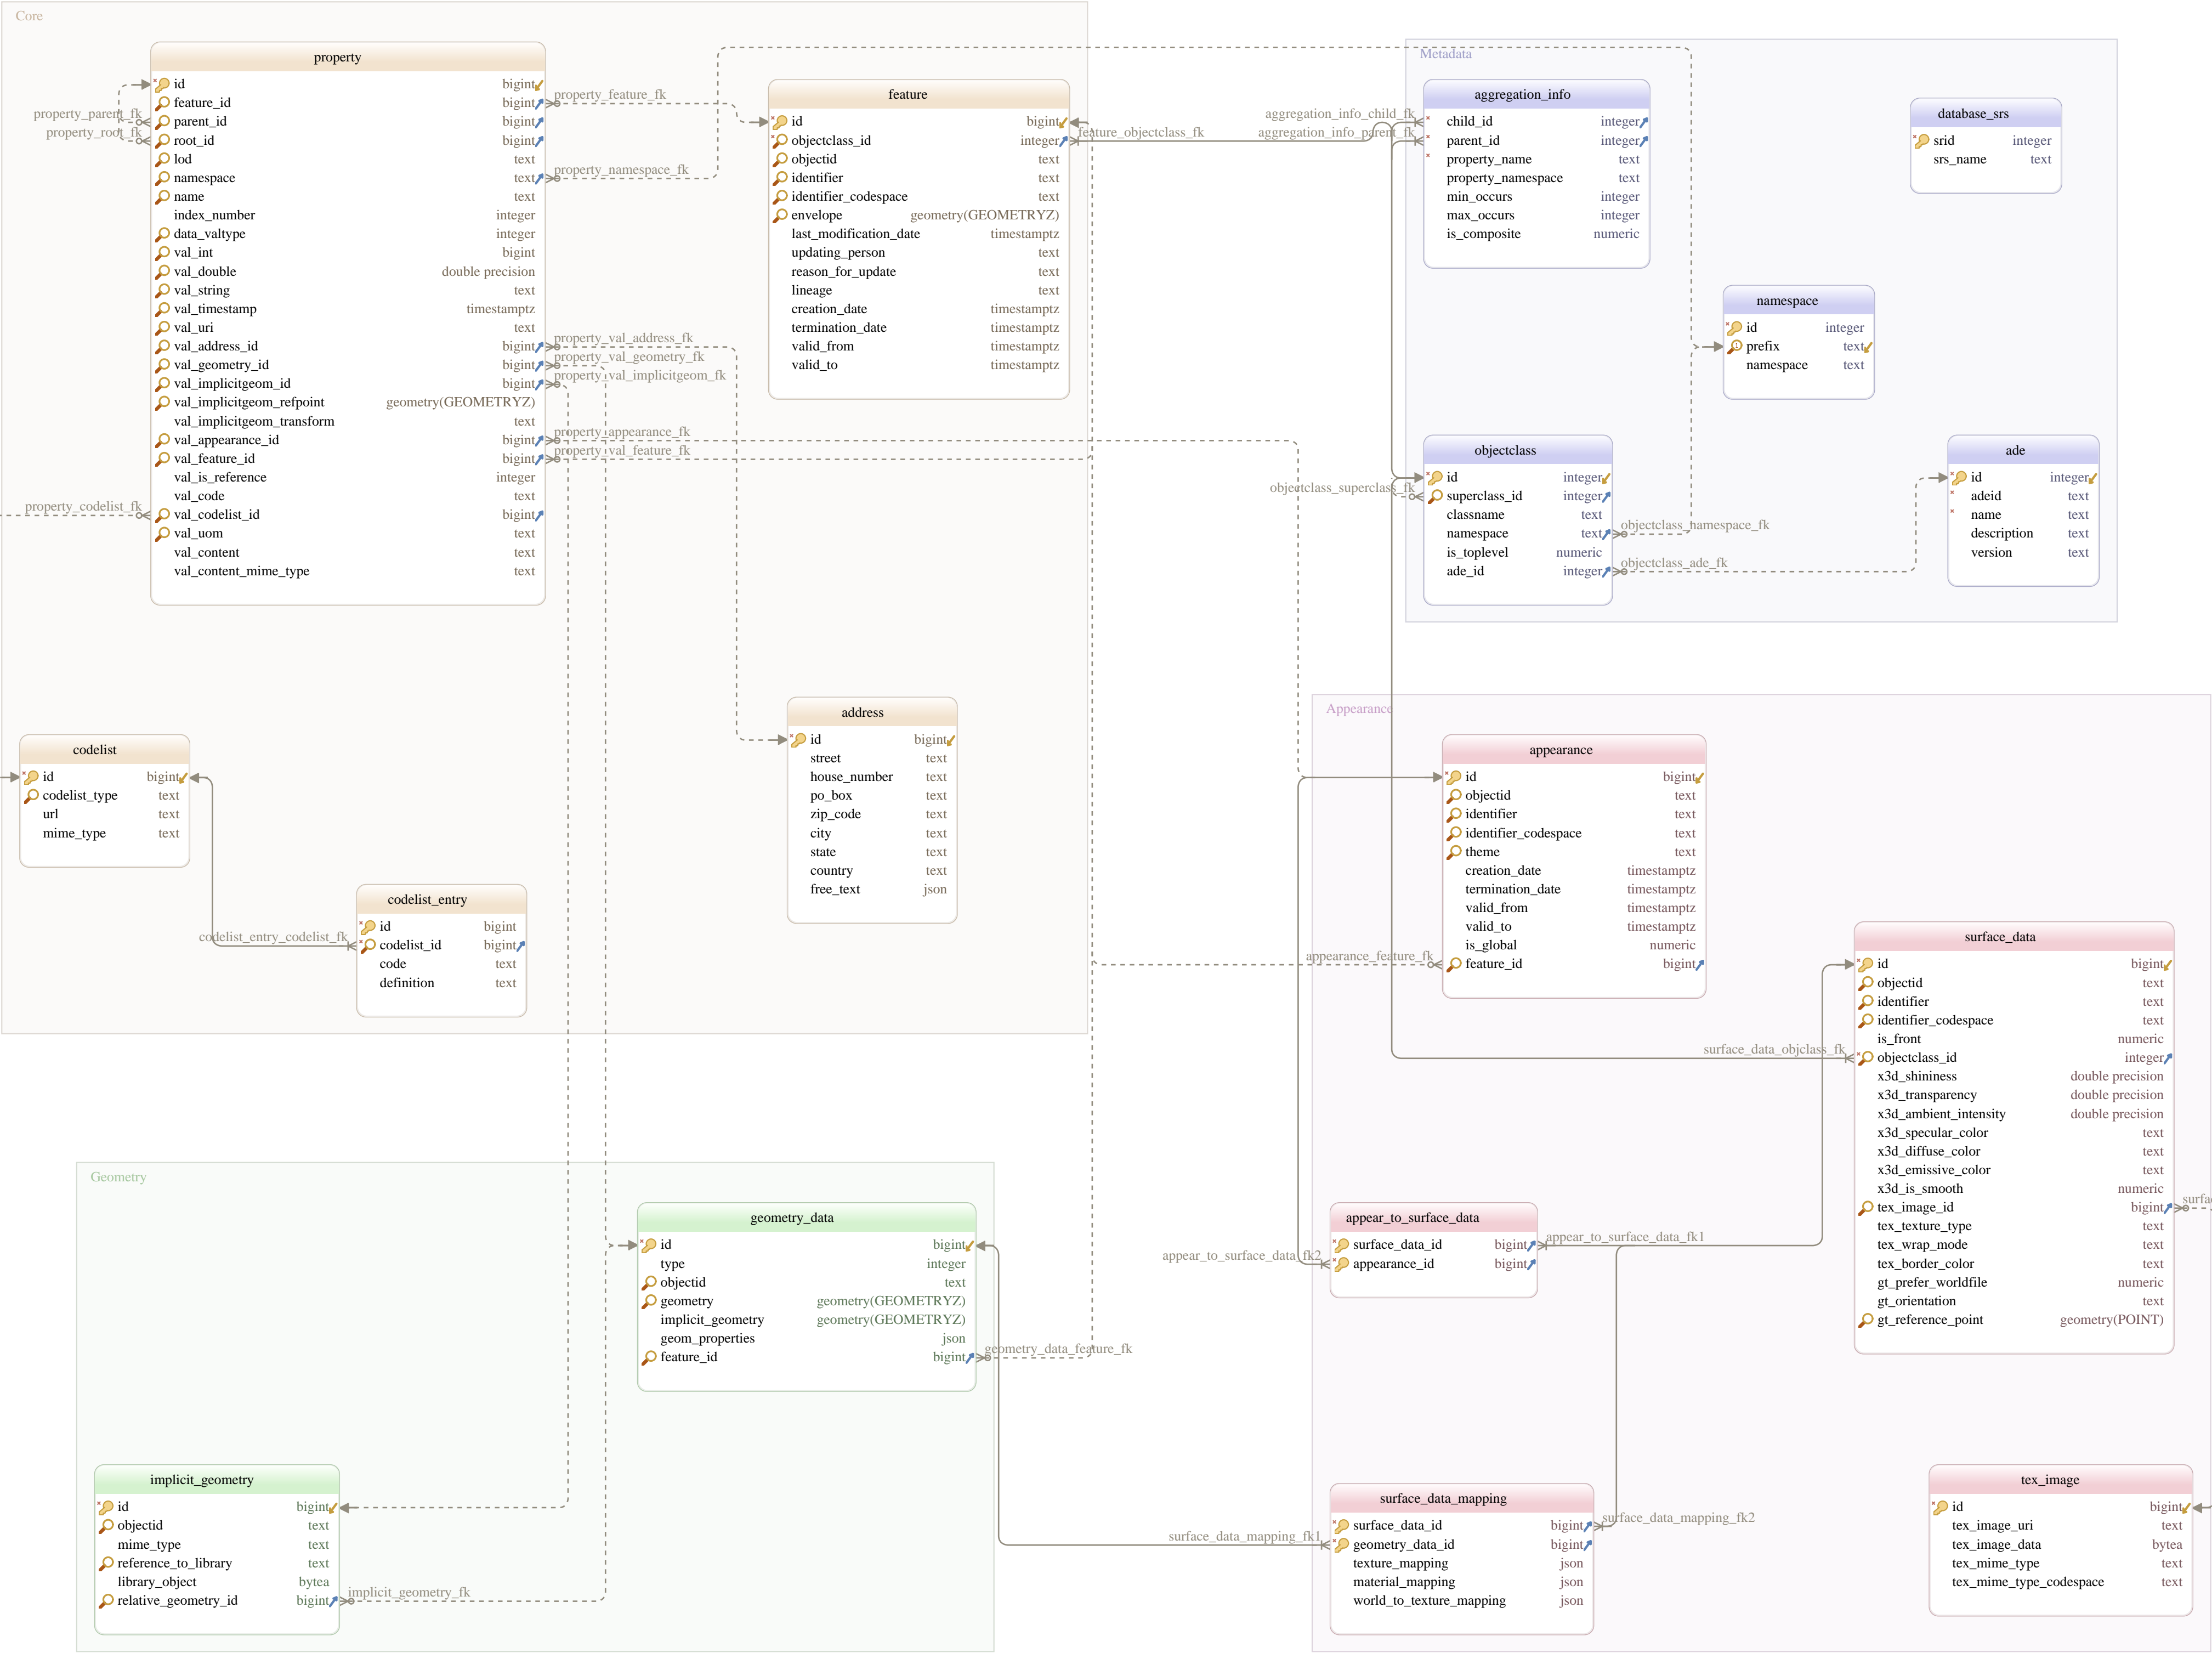 Core
property
id bigint
feature_id bigint
parent_id bigint
root_id bigint
lod text
namespace text
name text
index_number integer
data_valtype integer
val_int bigint
val_double double precision
val_string text
val_timestamp timestamptz
val_uri text
val_address_id bigint
val_geometry_id bigint
val_implicitgeom_id bigint
val_implicitgeom_refpoint geometry(GEOMETRYZ)
val_implicitgeom_transform text
val_appearance_id bigint
val_feature_id bigint
val_is_reference integer
val_code text
val_codelist_id bigint
val_uom text
val_content text
val_content_mime_type text
property_parent_fk
property_root_fk
property_codelist_fk
property_feature_fk
property_namespace_fk
property_val_address_fk
property_val_geometry_fk
property_val_implicitgeom_fk
property_appearance_fk
property_val_feature_fk
feature
id bigint
objectclass_id integer
objectid text
identifier text
identifier_codespace text
envelope geometry(GEOMETRYZ)
last_modification_date timestamptz
updating_person text
reason_for_update text
lineage text
creation_date timestamptz
termination_date timestamptz
valid_from timestamptz
valid_to timestamptz
feature_objectclass_fk
address
id bigint
street text
house_number text
po_box text
zip_code text
city text
state text
country text
free_text json
codelist
id bigint
codelist_type text
url text
mime_type text
codelist_entry
id bigint
codelist_id bigint
code text
definition text
codelist_entry_codelist_fk
Metadata
aggregation_info
child_id integer
parent_id integer
property_name text
property_namespace text
min_occurs integer
max_occurs integer
is_composite numeric
aggregation_info_child_fk
aggregation_info_parent_fk
database_srs
srid integer
srs_name text
namespace
id integer
prefix text
namespace text
objectclass
id integer
superclass_id integer
classname text
namespace text
is_toplevel numeric
ade_id integer
objectclass_superclass_fk
objectclass_namespace_fk
objectclass_ade_fk
ade
id integer
adeid text
name text
description text
version text
Appearance
appearance
id bigint
objectid text
identifier text
identifier_codespace text
theme text
creation_date timestamptz
termination_date timestamptz
valid_from timestamptz
valid_to timestamptz
is_global numeric
feature_id bigint
appearance_feature_fk
surface_data
id bigint
objectid text
identifier text
identifier_codespace text
is_front numeric
objectclass_id integer
x3d_shininess double precision
x3d_transparency double precision
x3d_ambient_intensity double precision
x3d_specular_color text
x3d_diffuse_color text
x3d_emissive_color text
x3d_is_smooth numeric
tex_image_id bigint
tex_texture_type text
tex_wrap_mode text
tex_border_color text
gt_prefer_worldfile numeric
gt_orientation text
gt_reference_point geometry(POINT)
surface_data_objclass_fk
surfa
appear_to_surface_data
surface_data_id bigint
appearance_id bigint
appear_to_surface_data_fk1
appear_to_surface_data_fk2
surface_data_mapping
surface_data_id bigint
geometry_data_id bigint
texture_mapping json
material_mapping json
world_to_texture_mapping json
surface_data_mapping_fk1
surface_data_mapping_fk2
tex_image
id bigint
tex_image_uri text
tex_image_data bytea
tex_mime_type text
tex_mime_type_codespace text
Geometry
geometry_data
id bigint
type integer
objectid text
geometry geometry(GEOMETRYZ)
implicit_geometry geometry(GEOMETRYZ)
geom_properties json
feature_id bigint
geometry_data_feature_fk
implicit_geometry
id bigint
objectid text
mime_type text
reference_to_library text
library_object bytea
relative_geometry_id bigint
implicit_geometry_fk